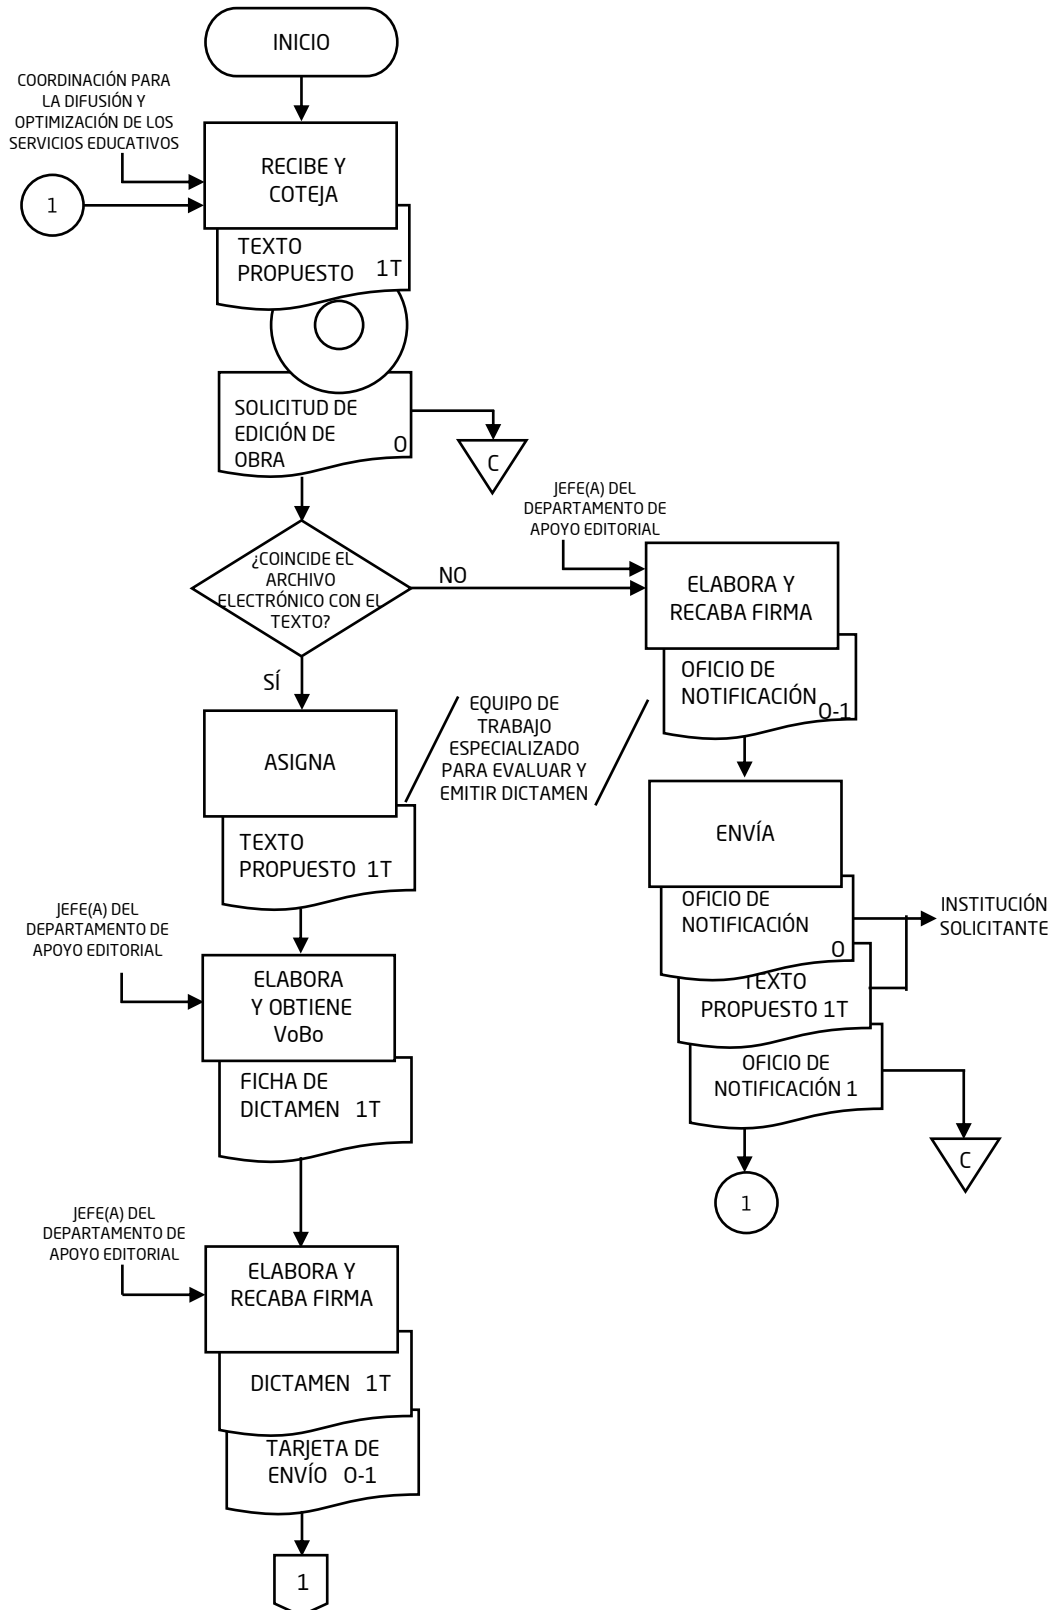 INICIO
COORDINACIÓN PARA
LA DIFUSIÓN Y
OPTIMIZACIÓN DE LOS
SERVICIOS EDUCATIVOS
1
RECIBE Y
COTEJA
TEXTO
PROPUESTO 1T
SOLICITUD DE
EDICIÓN DE
OBRA O
C
¿COINCIDE EL
ARCHIVO
ELECTRÓNICO CON EL
TEXTO?
NO
JEFE(A) DEL
DEPARTAMENTO DE
APOYO EDITORIAL
ELABORA Y
RECABA FIRMA
OFICIO DE
NOTIFICACIÓN
O-1
SÍ
ASIGNA
TEXTO
PROPUESTO 1T
EQUIPO DE
TRABAJO
ESPECIALIZADO
PARA EVALUAR Y
EMITIR DICTAMEN
ENVÍA
OFICIO DE
NOTIFICACIÓN
O
INSTITUCIÓN
SOLICITANTE
TEXTO
PROPUESTO 1T
OFICIO DE
NOTIFICACIÓN 1
C
1
JEFE(A) DEL
DEPARTAMENTO DE
APOYO EDITORIAL
ELABORA
Y OBTIENE
VoBo
FICHA DE
DICTAMEN 1T
JEFE(A) DEL
DEPARTAMENTO DE
APOYO EDITORIAL
ELABORA Y
RECABA FIRMA
DICTAMEN 1T
TARJETA DE
ENVÍO O-1
1